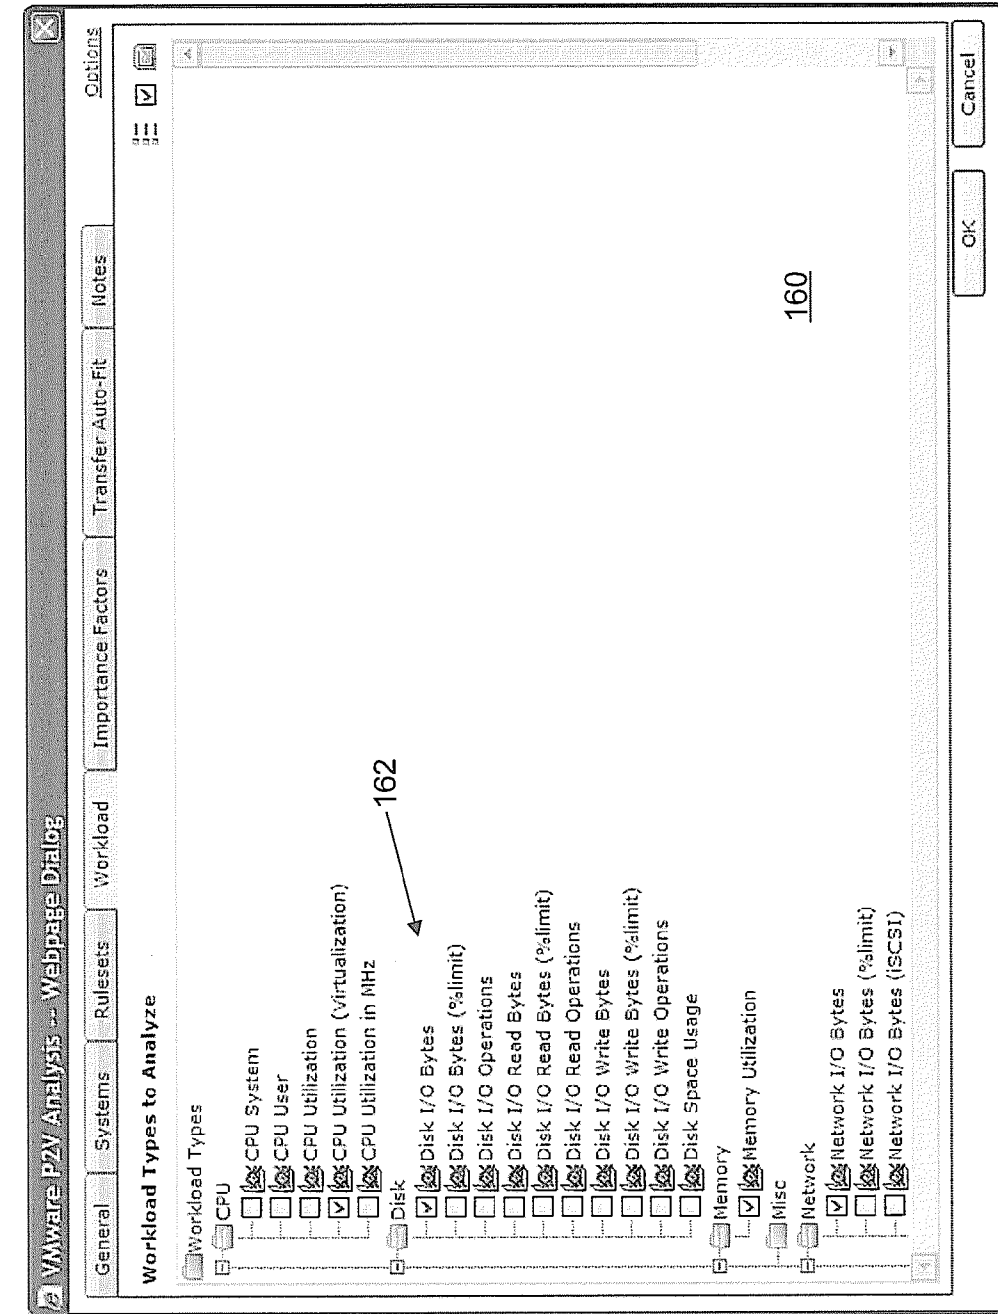 VMware P2V Analysis -- Webpage Dialog
General
Systems
Rulesets
Workload
Importance Factors
Transfer Auto-Fit
Notes
Options
Workload Types to Analyze
Workload Types
CPU
CPU System
CPU User
CPU Utilization
CPU Utilization (Virtualization)
CPU Utilization in MHz
Disk
Disk I/O Bytes
Disk I/O Bytes (%limit)
Disk I/O Operations
Disk I/O Read Bytes
Disk I/O Read Bytes (%limit)
Disk I/O Read Operations
Disk I/O Write Bytes
Disk I/O Write Bytes (%limit)
Disk I/O Write Operations
Disk Space Usage
Memory
Memory Utilization
Misc
Network
Network I/O Bytes
Network I/O Bytes (%limit)
Network I/O Bytes (iSCSI)
162
160
OK
Cancel